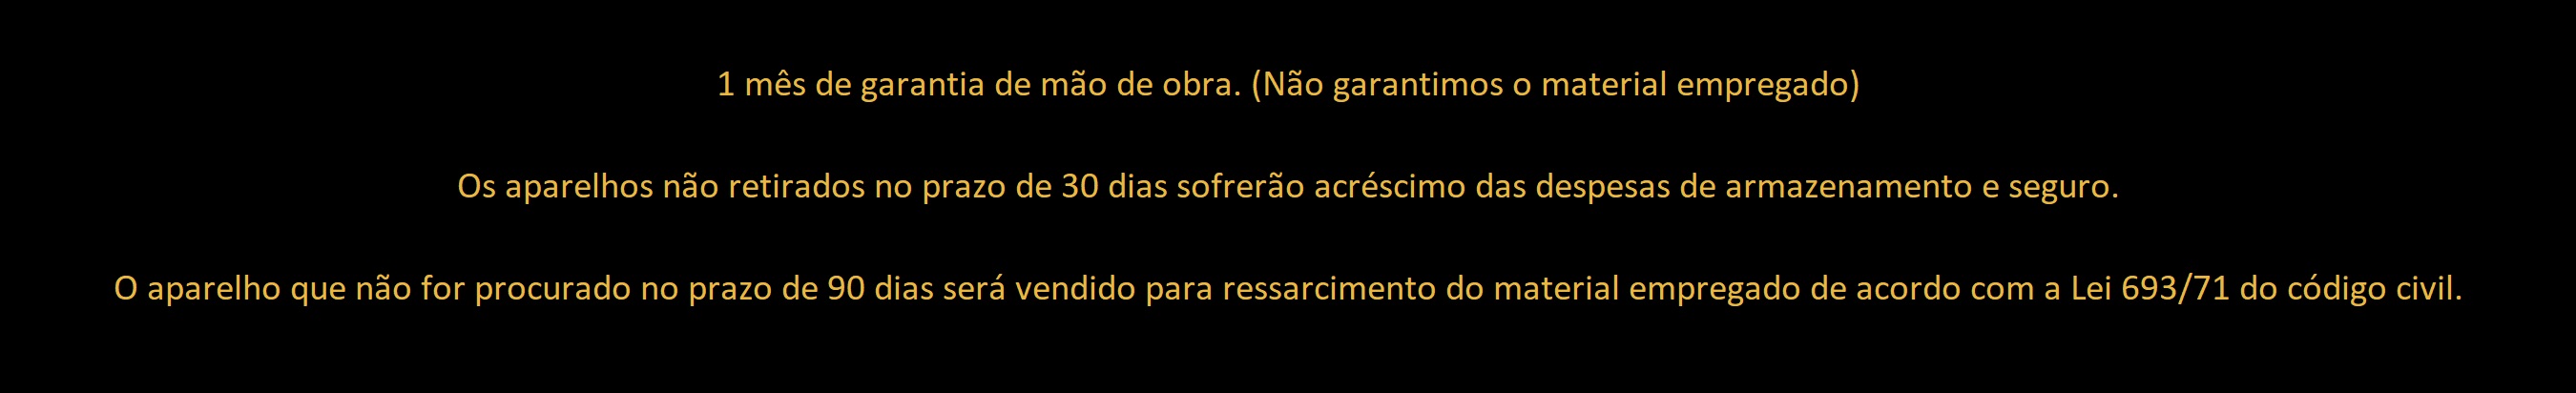 1 mês de garantia de mão de obra. (Não garantimos o material empregado)
Os aparelhos não retirados no prazo de 30 dias sofrerão acréscimo das despesas de armazenamento e seguro.
O aparelho que não for procurado no prazo de 90 dias será vendido para ressarcimento do material empregado de acordo com a Lei 693/71 do código civil.